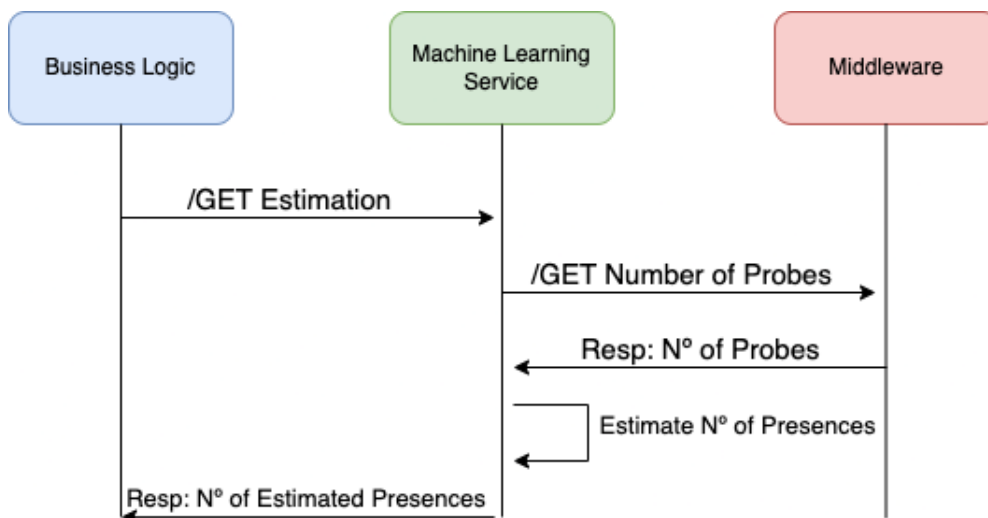 Business Logic
Machine Learning
Service
Middleware
/GET Estimation
/GET Number of Probes
Resp: Nº of Probes
Estimate Nº of Presences
Resp: Nº of Estimated Presences